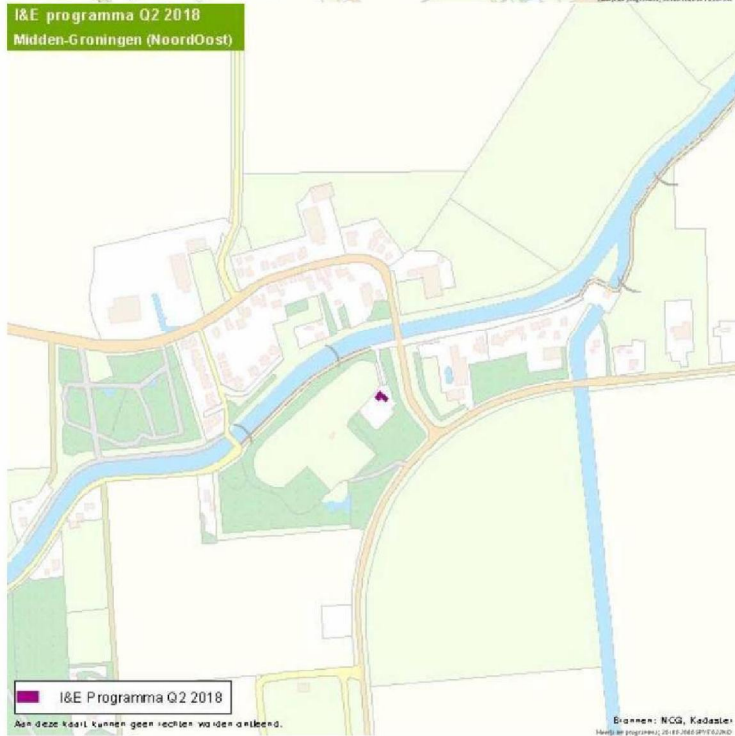 I&E programma Q2 2018
Midden-Groningen (NoordOost)
I&E Programma Q2 2018
Aan deze kaart kunnen geen rechten worden ontleend.
Bronnen: NCG, Kadaster